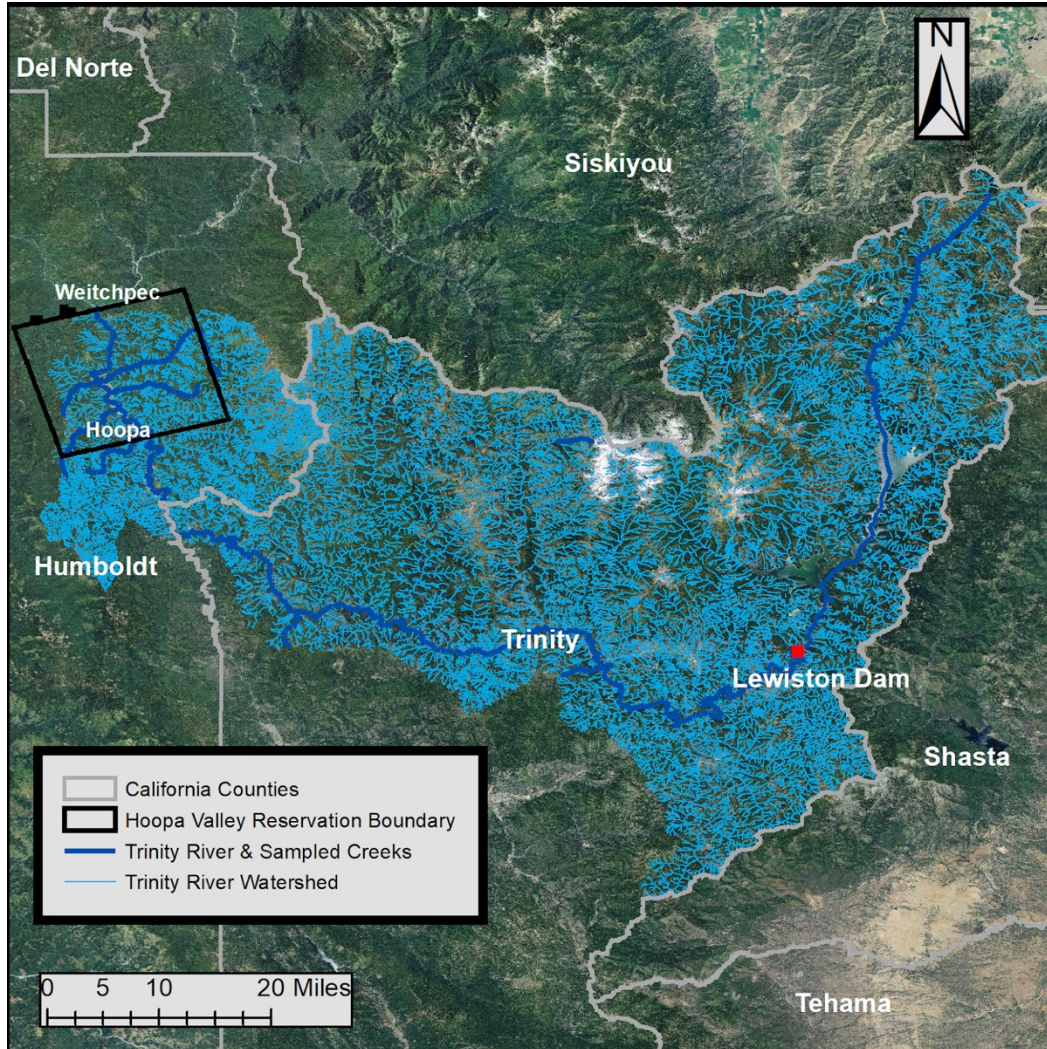 Del Norte
N
Siskiyou
Weitchpec
Hoopa
Humboldt
Trinity
Lewiston Dam
Shasta
California Counties
Hoopa Valley Reservation Boundary
Trinity River & Sampled Creeks
Trinity River Watershed
0 5 10 20 Miles
Tehama